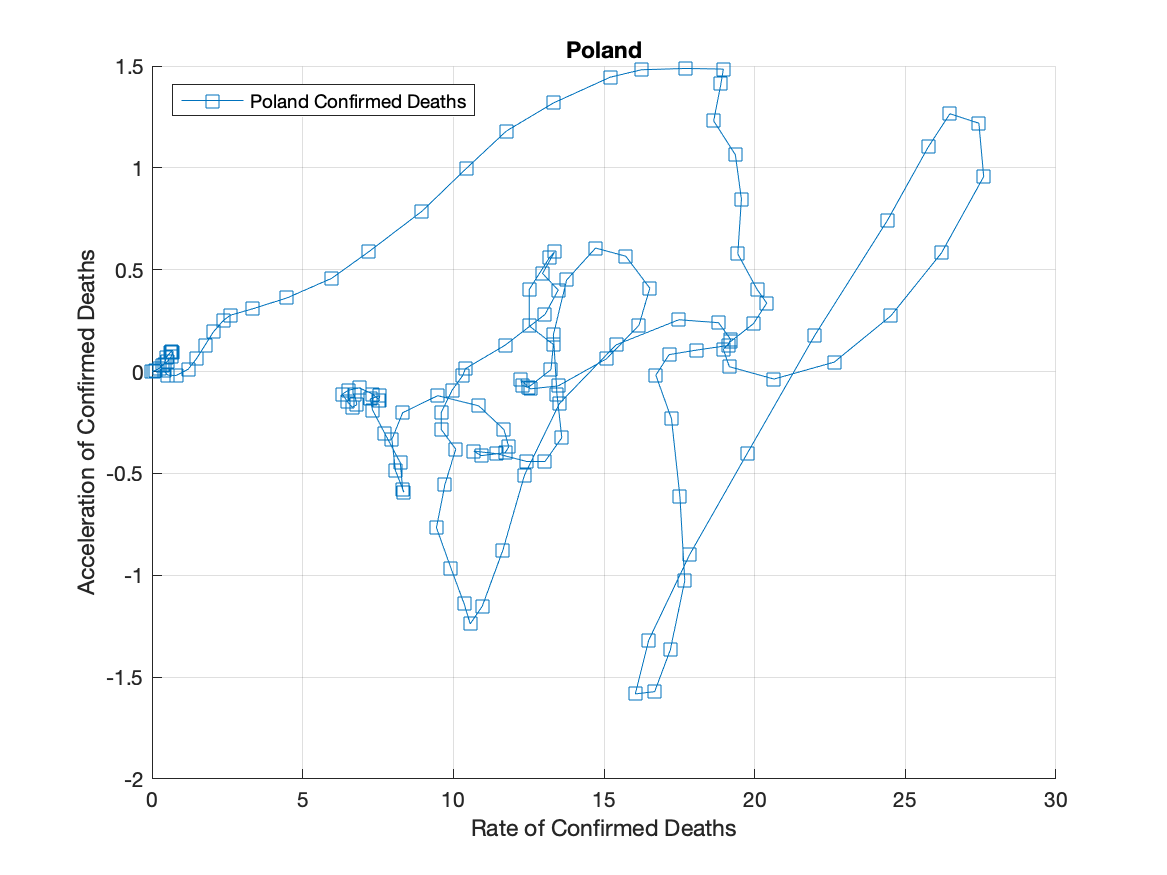 Poland
1.5
Poland Confirmed Deaths
1
0.5
0
-0.5
-1
-1.5
-2
Acceleration of Confirmed Deaths
0 5 10 15 20 25 30
Rate of Confirmed Deaths